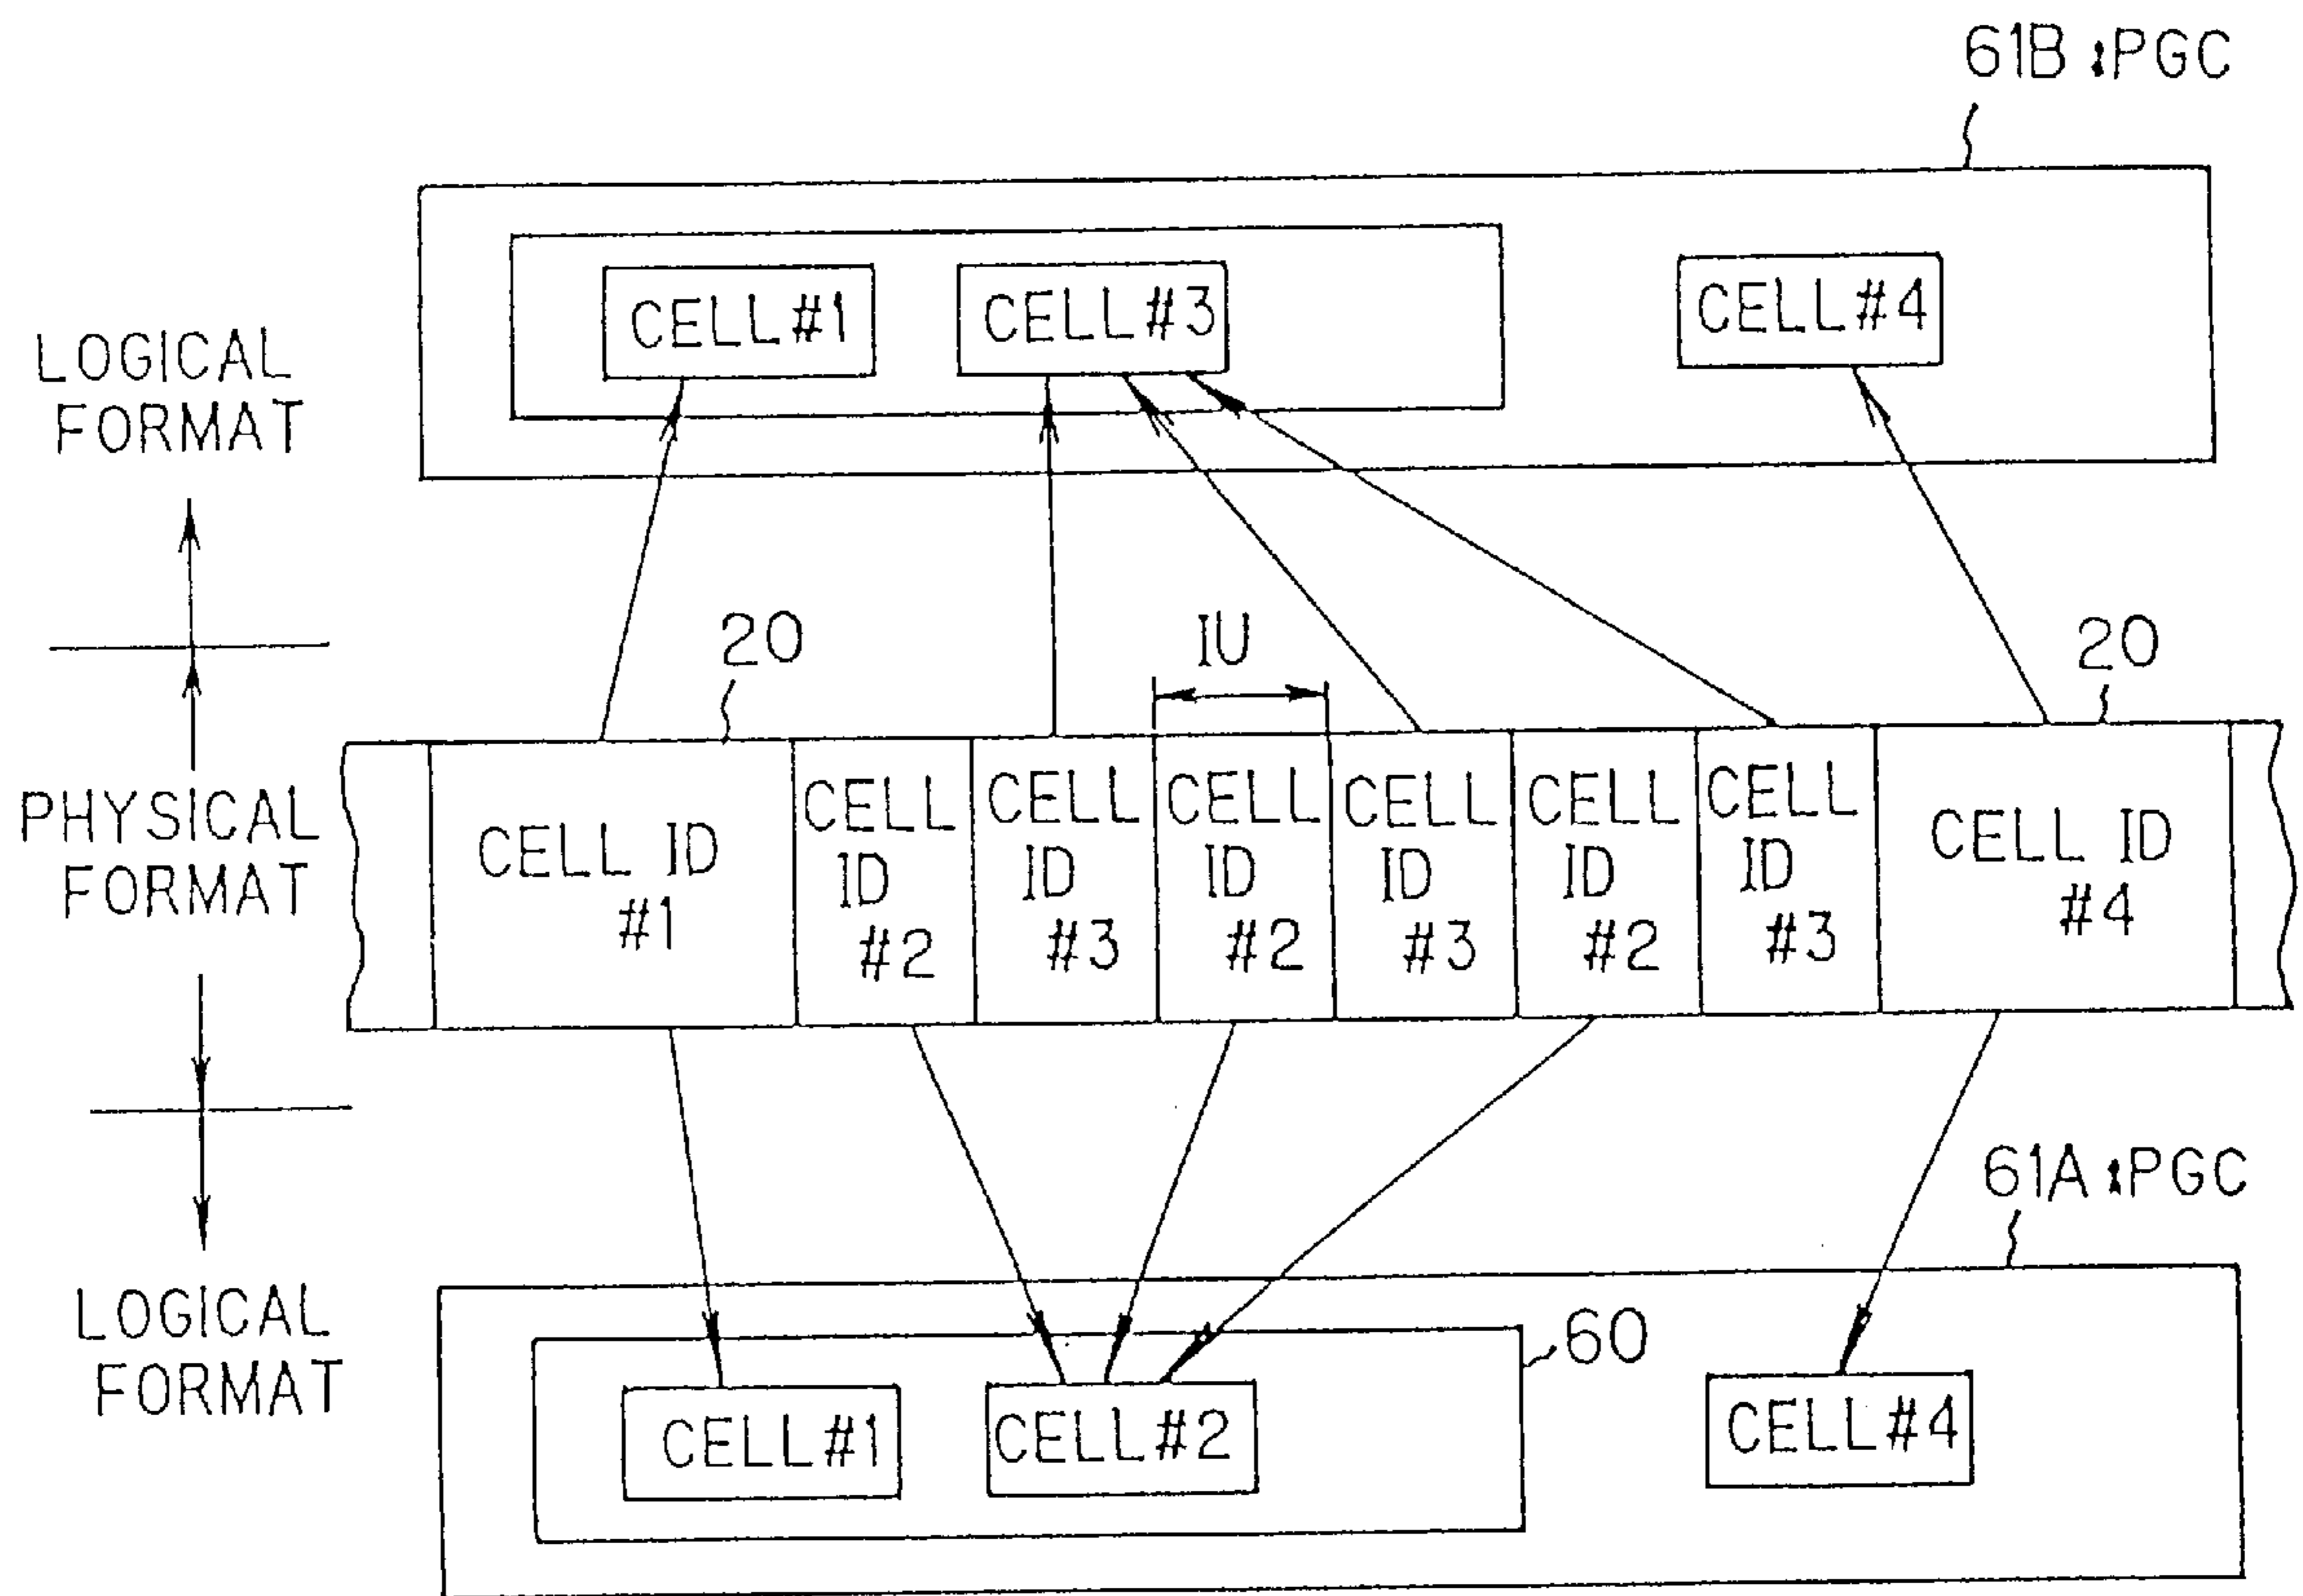 61B :PGC
CELL#1
CELL#3
CELL#4
LOGICAL
FORMAT
20
IU
20
PHYSICAL
FORMAT
CELL ID
#1
CELL
ID
#2
CELL
ID
#3
CELL
ID
#2
CELL
ID
#3
CELL
ID
#2
CELL
ID
#3
CELL ID
#4
61A :PGC
LOGICAL
FORMAT
60
CELL#1
CELL#2
CELL#4